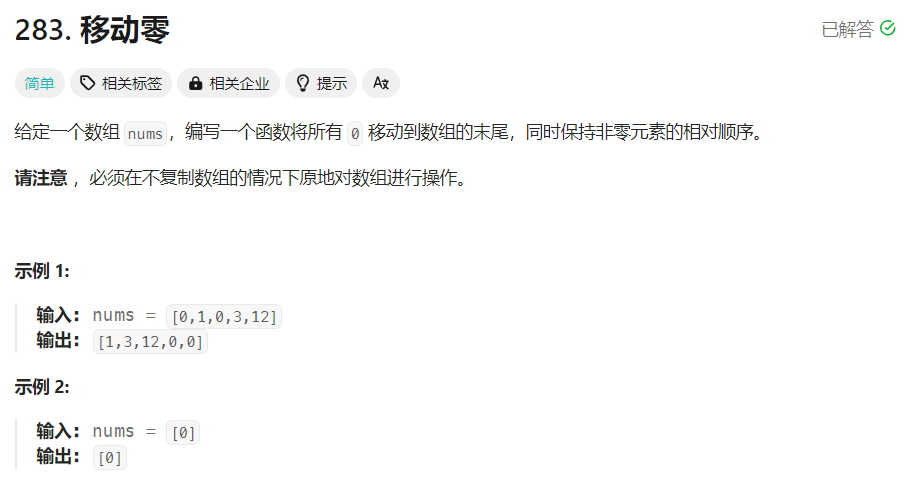 283. 移动零
已解答
简单 相关标签 相关企业 提示 Ax
给定一个数组 nums，编写一个函数将所有 0 移动到数组的末尾，同时保持非零元素的相对顺序。
请注意 ，必须在不复制数组的情况下原地对数组进行操作。
示例 1:
输入: nums = [0,1,0,3,12]
输出: [1,3,12,0,0]
示例 2:
输入: nums = [0]
输出: [0]